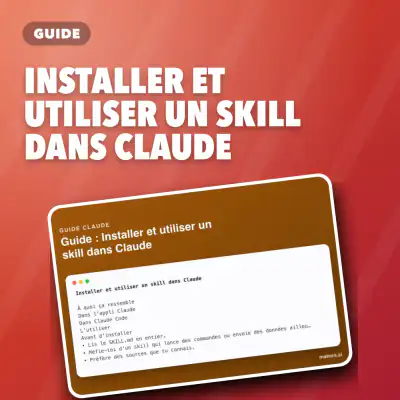 GUIDE
INSTALLER ET
UTILISER UN SKILL
DANS CLAUDE
GUIDE CLAUDE
Guide : Installer et utiliser un
skill dans Claude
Installer et utiliser un skill dans Claude
À quoi ça ressemble
Dans l'appli Claude
Dans Claude Code
L'utiliser
Avant d'installer
• Lis le SKILL.md en entier.
• Méfie-toi d'un skill qui lance des commandes ou envoie des données ailleu…
• Préfère des sources que tu connais.